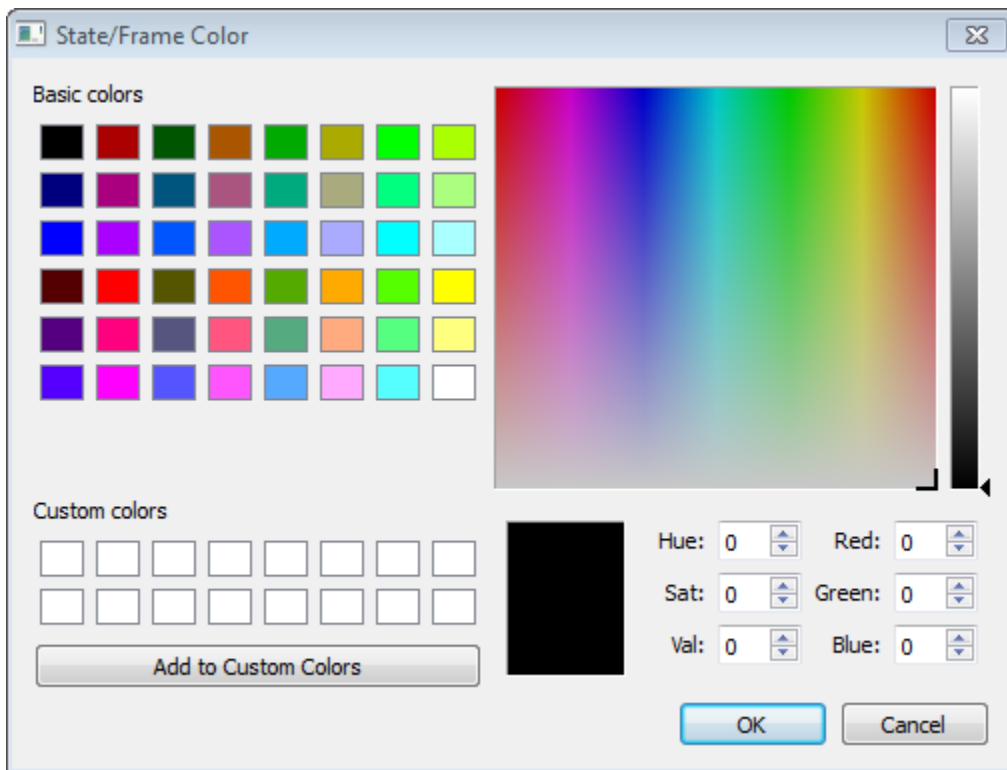 State/Frame Color
Basic colors
Custom colors
Add to Custom Colors
Hue: 0 Red: 0
Sat: 0 Green: 0
Val: 0 Blue: 0
OK Cancel